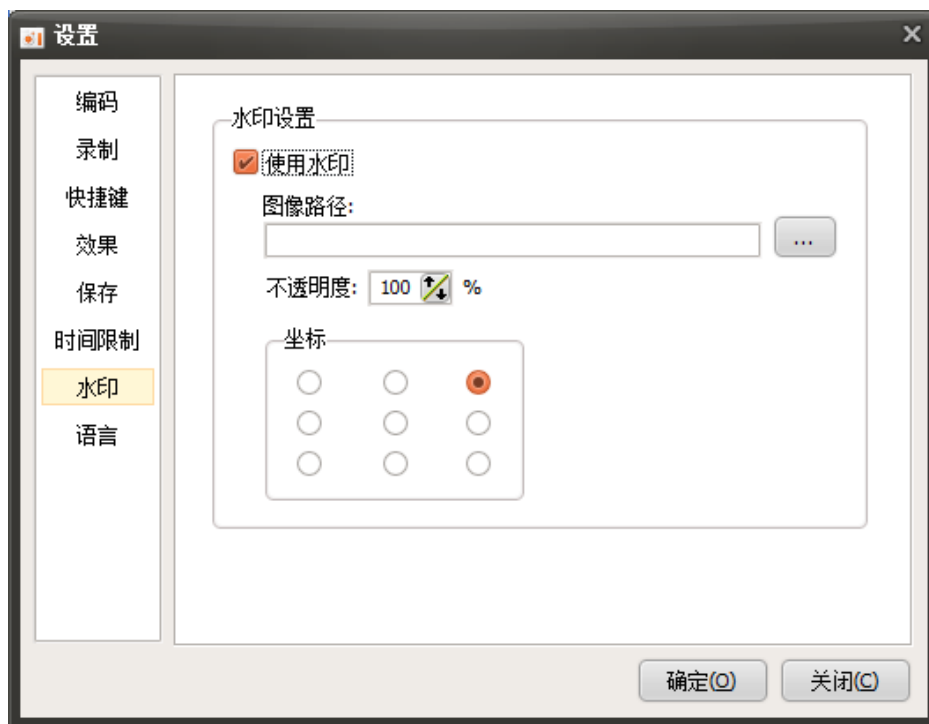 设置
编码
录制
快捷键
效果
保存
时间限制
水印
语言
水印设置
使用水印
图像路径:
...
不透明度: 100 %
坐标
确定(O) 关闭(C)